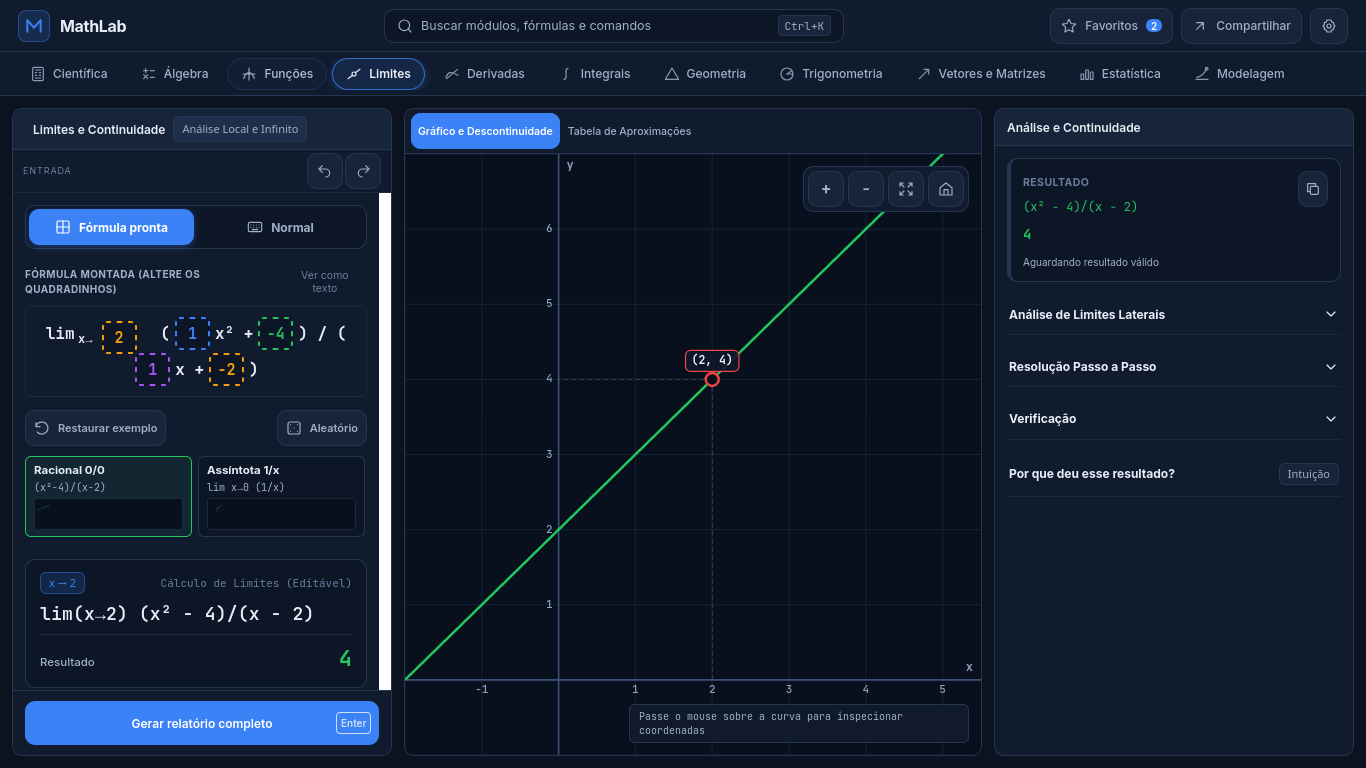 MathLab
Buscar módulos, fórmulas e comandos
Ctrl+K
Favoritos 2
Compartilhar
Científica
Álgebra
Funções
Limites
Derivadas
Integrais
Geometria
Trigonometria
Vetores e Matrizes
Estatística
Modelagem
Limites e Continuidade
Análise Local e Infinito
ENTRADA
Fórmula pronta
Normal
FÓRMULA MONTADA (ALTERE OS
QUADRADINHOS)
Ver como
texto
lim x→ 2 ( 1 x² + -4 ) / (
1 x + -2 )
Restaurar exemplo
Aleatório
Racional 0/0
(x²-4)/(x-2)
Assíntota 1/x
lim x→0 (1/x)
x → 2
Cálculo de Limites (Editável)
lim(x→2) (x² - 4)/(x - 2)
Resultado
4
Gerar relatório completo
Enter
Gráfico e Descontinuidade
Tabela de Aproximações
y
+
-
6
5
(2, 4)
4
3
2
1
x
-1
1
2
3
4
5
Passe o mouse sobre a curva para inspecionar
coordenadas
Análise e Continuidade
RESULTADO
(x² - 4)/(x - 2)
4
Aguardando resultado válido
Análise de Limites Laterais
Resolução Passo a Passo
Verificação
Por que deu esse resultado?
Intuição